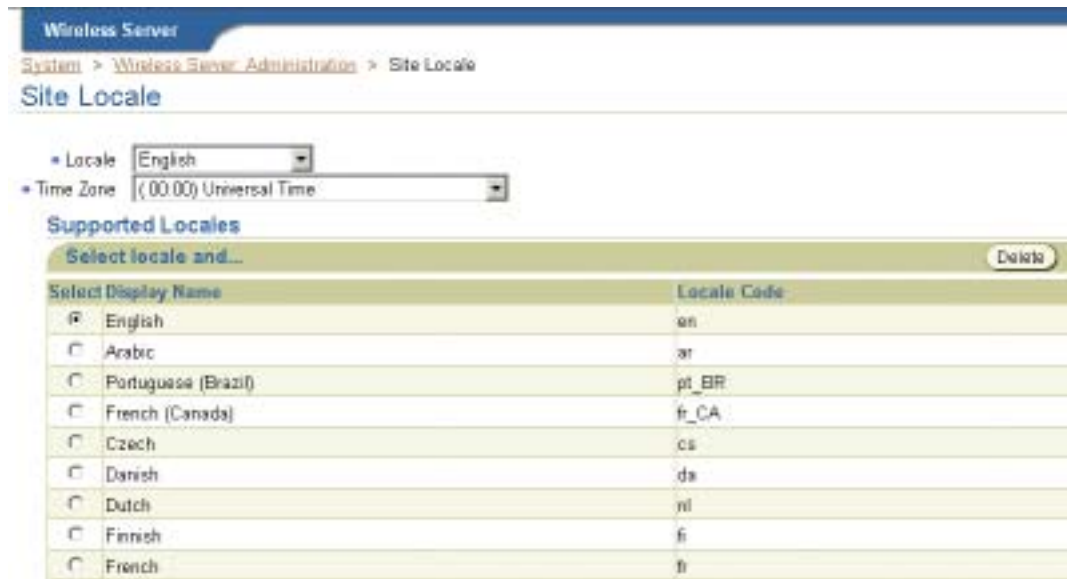 Wireless Server
System > Wireless Server Administration > Site Locale
Site Locale
* Locale English
* Time Zone ( 00:00) Universal Time
Supported Locales
Select locale and...
Delete
Select Display Name Locale Code
English en
Arabic ar
Portuguese (Brazil) pt_BR
French (Canada) fr_CA
Czech cs
Danish da
Dutch nl
Finnish fi
French fr